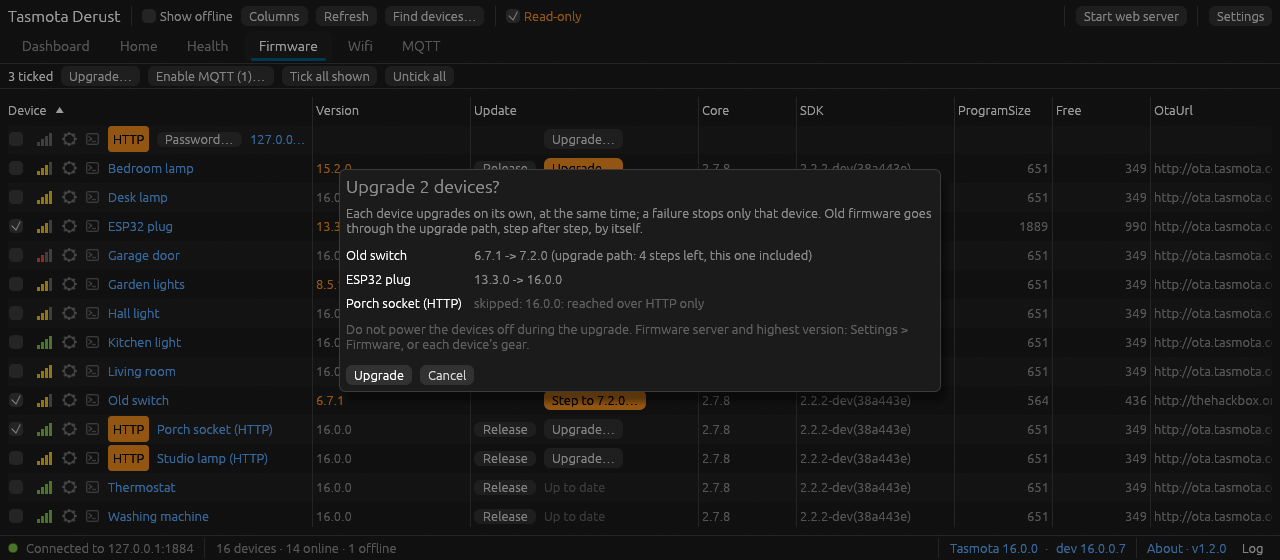 Tasmota Derust Show offline Columns Refresh Find devices... Read-only Start web server Settings
Dashboard Home Health Firmware Wifi MQTT
3 ticked Upgrade... Enable MQTT (1)... Tick all shown Untick all
Device Version Update Core SDK ProgramSize Free OtaUrl
HTTP Password... 127.0.0... Upgrade...
Bedroom lamp 15.2.0 Release Upgrade... 2.7.8 2.2.2-dev(38a443e) 651 349 http://ota.tasmota.c
Desk lamp 16.0 651 349 http://ota.tasmota.c
ESP32 plug 13.3 1889 990 http://ota.tasmota.c
Garage door 16.0 651 349 http://ota.tasmota.c
Garden lights 8.5. 651 349 http://ota.tasmota.c
Hall light 16.0 651 349 http://ota.tasmota.c
Kitchen light 16.0 651 349 http://ota.tasmota.c
Living room 16.0 651 349 http://ota.tasmota.c
Old switch 6.7.1 Step to 7.2.0... 2.7.8 2.2.2-dev(38a443e) 564 436 http://thehackbox.or
HTTP Porch socket (HTTP) 16.0.0 Release Upgrade... 2.7.8 2.2.2-dev(38a443e) 651 349 http://ota.tasmota.c
HTTP Studio lamp (HTTP) 16.0.0 Release Upgrade... 2.7.8 2.2.2-dev(38a443e) 651 349 http://ota.tasmota.c
Thermostat 16.0.0 Release Up to date 2.7.8 2.2.2-dev(38a443e) 651 349 http://ota.tasmota.c
Washing machine 16.0.0 Release Up to date 2.7.8 2.2.2-dev(38a443e) 651 349 http://ota.tasmota.c
Upgrade 2 devices?
Each device upgrades on its own, at the same time; a failure stops only that device. Old firmware goes
through the upgrade path, step after step, by itself.
Old switch 6.7.1 -> 7.2.0 (upgrade path: 4 steps left, this one included)
ESP32 plug 13.3.0 -> 16.0.0
Porch socket (HTTP) skipped: 16.0.0: reached over HTTP only
Do not power the devices off during the upgrade. Firmware server and highest version: Settings >
Firmware, or each device's gear.
Upgrade Cancel
Connected to 127.0.0.1:1884 16 devices · 14 online · 1 offline Tasmota 16.0.0 · dev 16.0.0.7 About · v1.2.0 Log